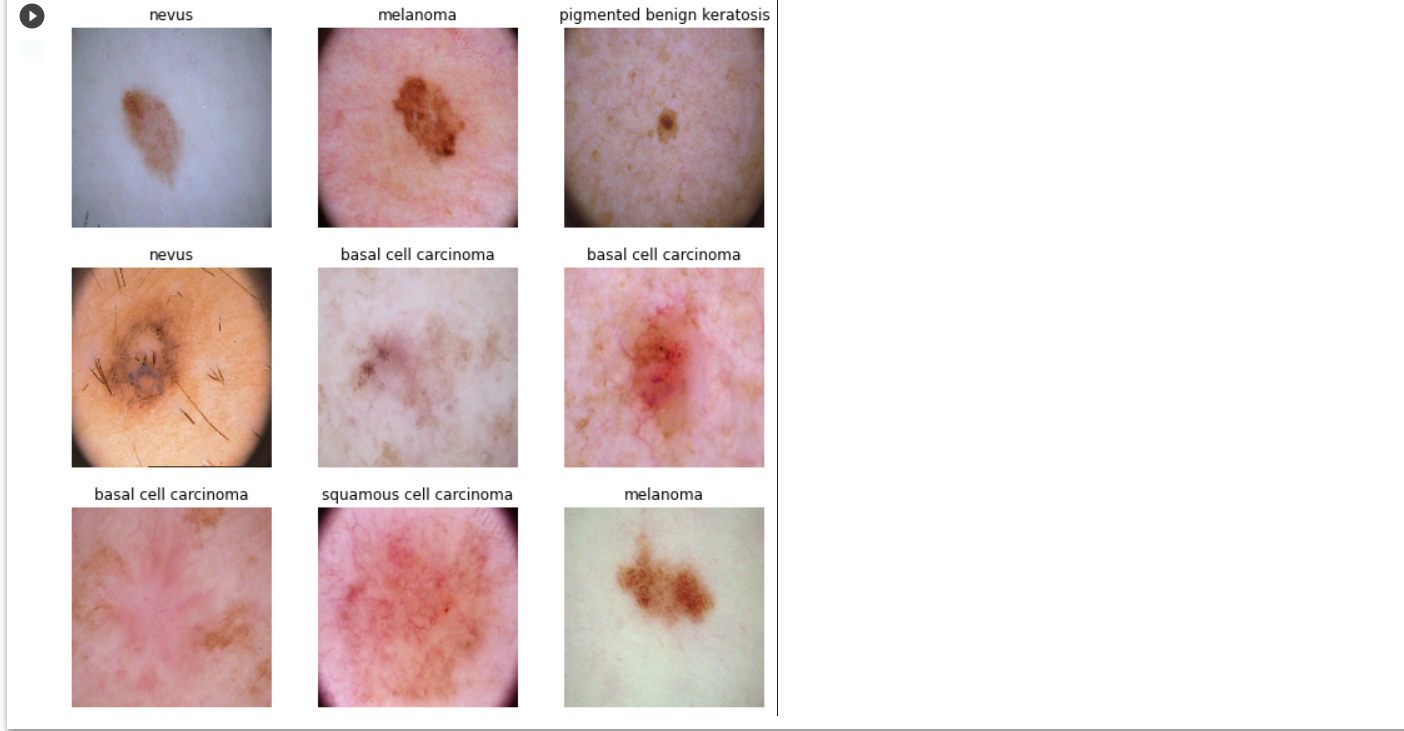 nevus
melanoma
pigmented benign keratosis
nevus
basal cell carcinoma
basal cell carcinoma
basal cell carcinoma
squamous cell carcinoma
melanoma